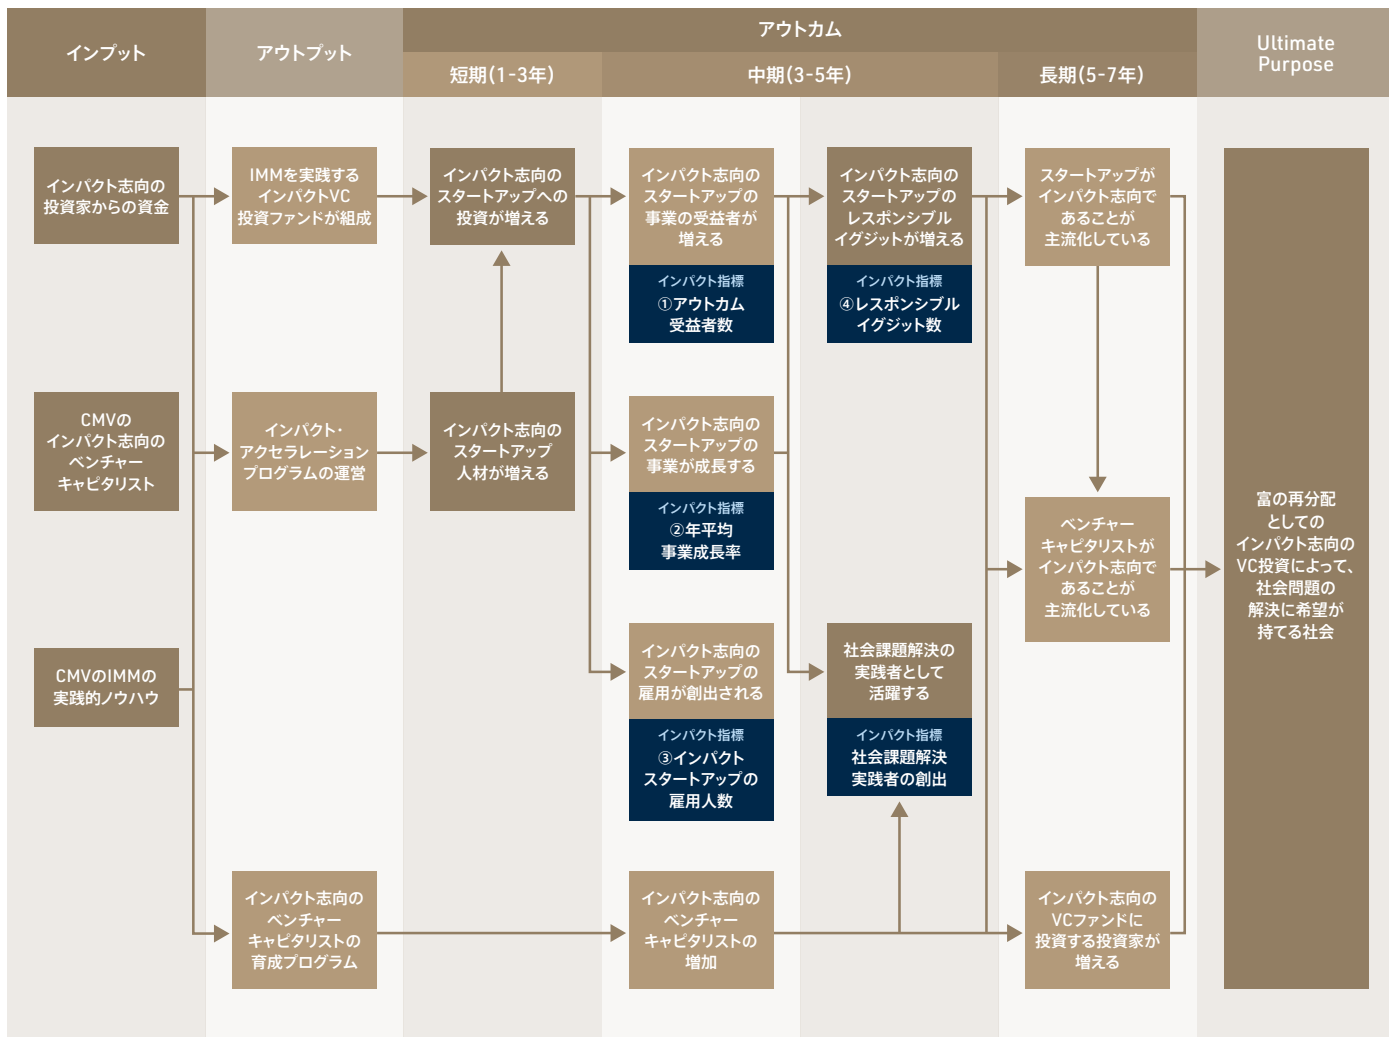 インプット
アウトプット
アウトカム
短期(1-3年)
中期(3-5年)
長期(5-7年)
Ultimate
Purpose
インパクト志向の
投資家からの資金
CMVの
インパクト志向の
ベンチャー
キャピタリスト
CMVのIMMの
実践的ノウハウ
IMMを実践する
インパクトVC
投資ファンドが組成
インパクト・
アクセラレーション
プログラムの運営
インパクト志向の
ベンチャー
キャピタリストの
育成プログラム
インパクト志向の
スタートアップへの
投資が増える
インパクト志向の
スタートアップ
人材が増える
インパクト志向の
スタートアップの
事業の受益者が
増える
インパクト指標
①アウトカム
受益者数
インパクト志向の
スタートアップの
事業が成長する
インパクト指標
②年平均
事業成長率
インパクト志向の
スタートアップの
雇用が創出される
インパクト指標
③インパクト
スタートアップの
雇用人数
インパクト志向の
ベンチャー
キャピタリストの
増加
インパクト志向の
スタートアップの
レスポンシブル
イグジットが増える
インパクト指標
④レスポンシブル
イグジット数
社会課題解決の
実践者として
活躍する
インパクト指標
社会課題解決
実践者の創出
スタートアップが
インパクト志向で
あることが
主流化している
ベンチャー
キャピタリストが
インパクト志向で
あることが
主流化している
インパクト志向の
VCファンドに
投資する投資家が
増える
富の再分配
としての
インパクト志向の
VC投資によって、
社会問題の
解決に希望が
持てる社会